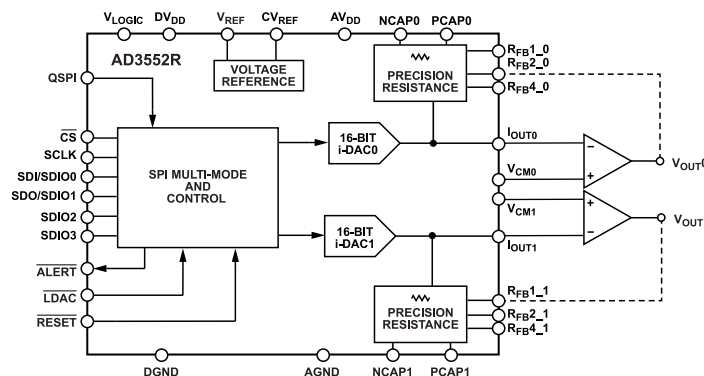 VLOGIC DVDD VREF CVREF AVDD NCAP0 PCAP0
AD3552R
QSPI
VOLTAGE
REFERENCE
PRECISION
RESISTANCE
RFB1_0
RFB2_0
RFB4_0
CS
SCLK
SDI/SDIO0
SDO/SDIO1
SDIO2
SDIO3
ALERT
LDAC
RESET
SPI MULTI-MODE
AND
CONTROL
16-BIT
i-DAC0
16-BIT
i-DAC1
IOUT0
VCM0
VCM1
IOUT1
−
+
+
−
VOUT0
VOUT
PRECISION
RESISTANCE
RFB1_1
RFB2_1
RFB4_1
DGND AGND NCAP1 PCAP1